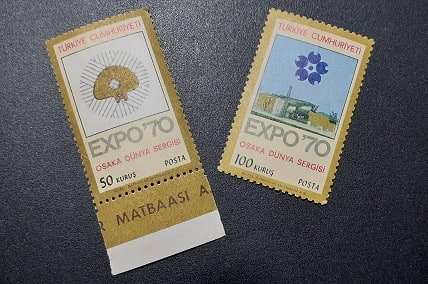 TÜRKİYE CUMHURİYETİ
EXPO'70
OSAKA DÜNYA SERGİSİ
50 KURUŞ POSTA
MATBAASI A
TÜRKİYE CUMHURİYETİ
EXPO'70
OSAKA DÜNYA SERGİSİ
100 KURUŞ POSTA